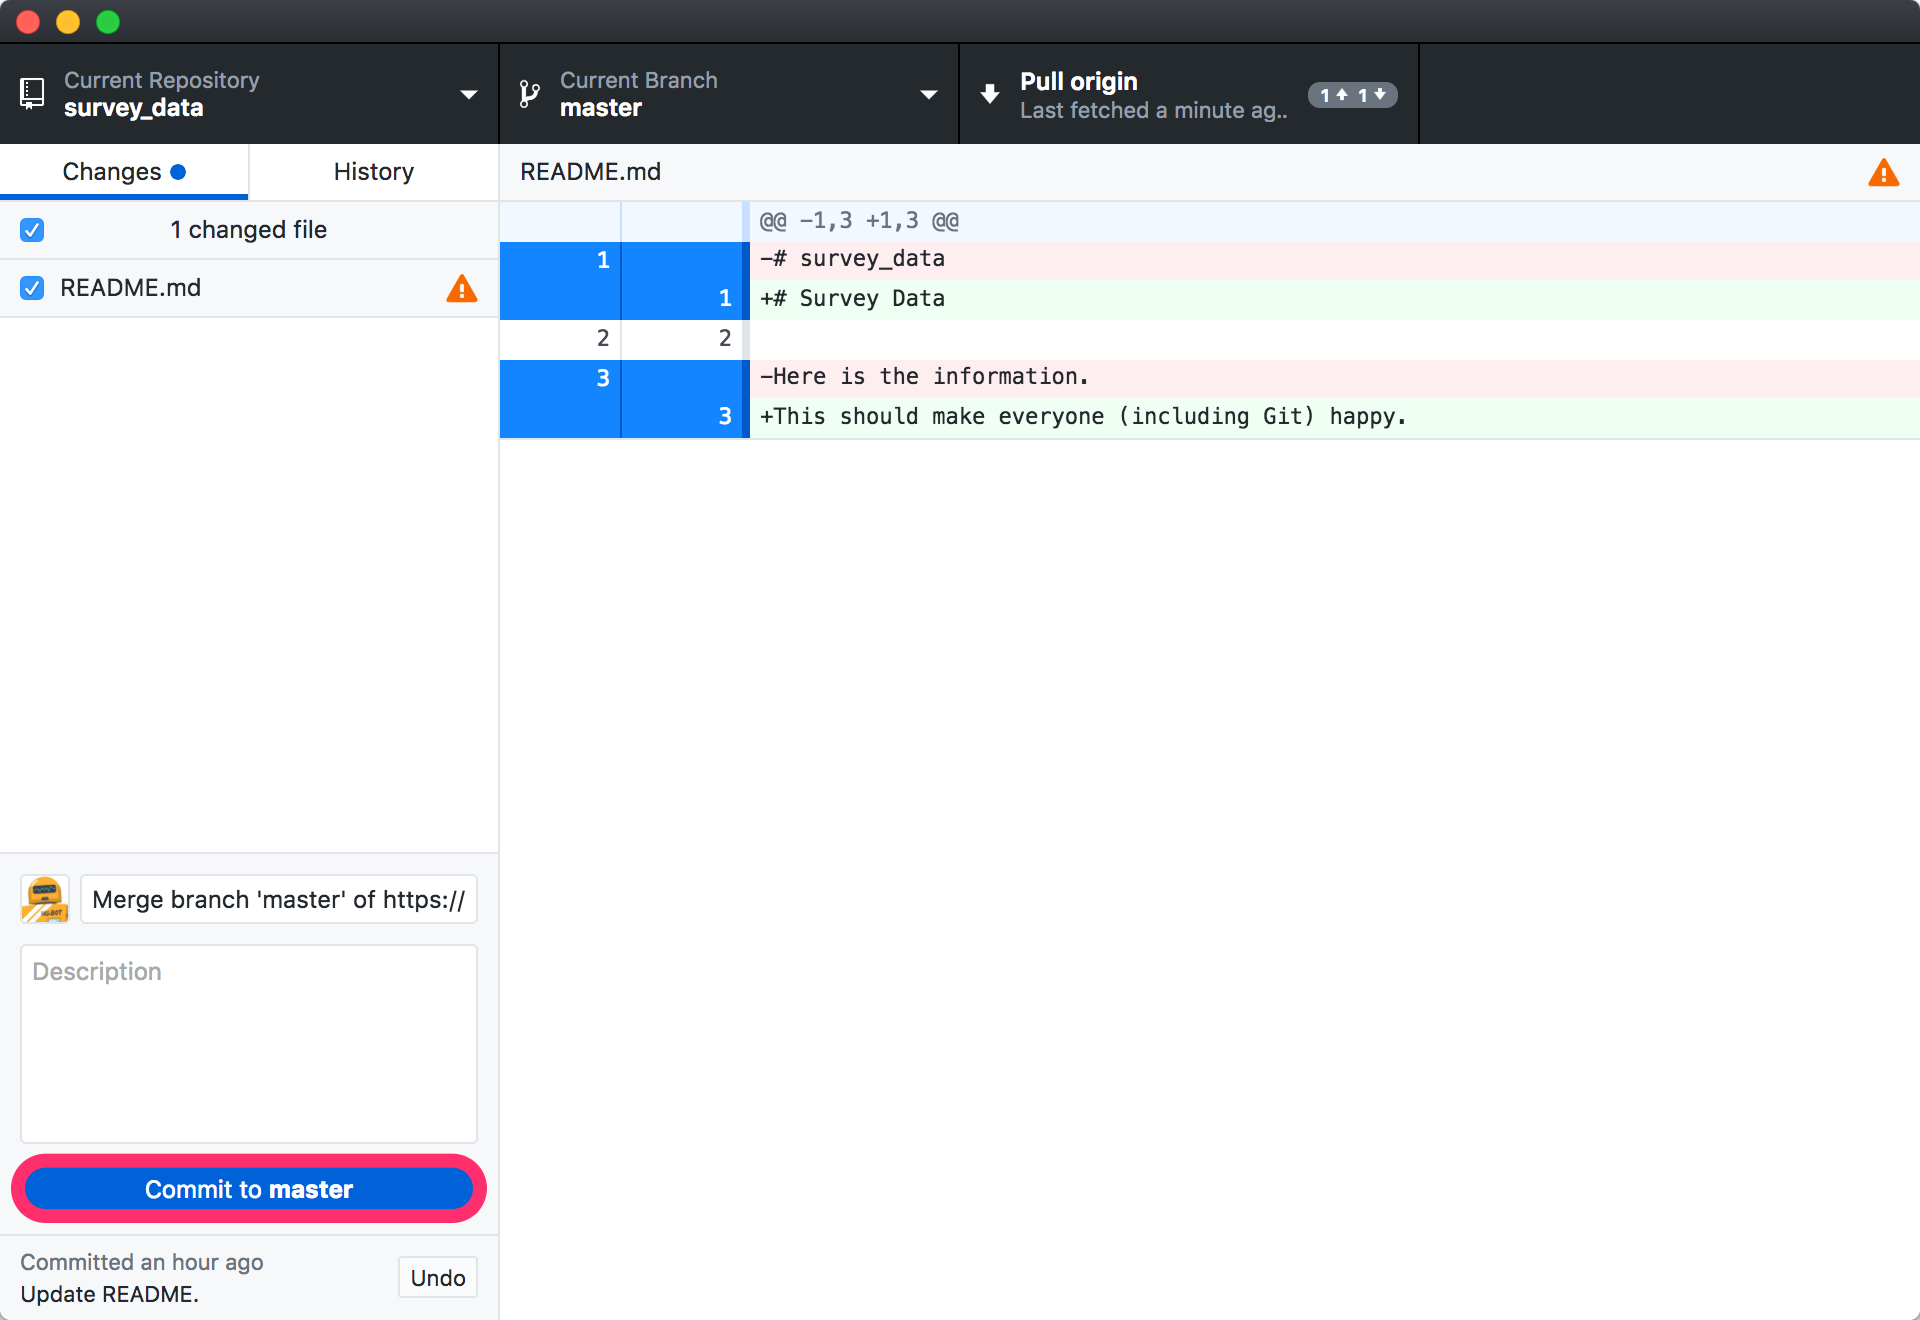 Current Repository
survey_data
Current Branch
master
Pull origin
Last fetched a minute ag..
1 1
Changes
History
README.md
1 changed file
README.md
@@ -1,3 +1,3 @@
1 -# survey_data
1 +# Survey Data
2 2
3 -Here is the information.
3 +This should make everyone (including Git) happy.
Merge branch 'master' of https://
Description
Commit to master
Committed an hour ago
Update README.
Undo